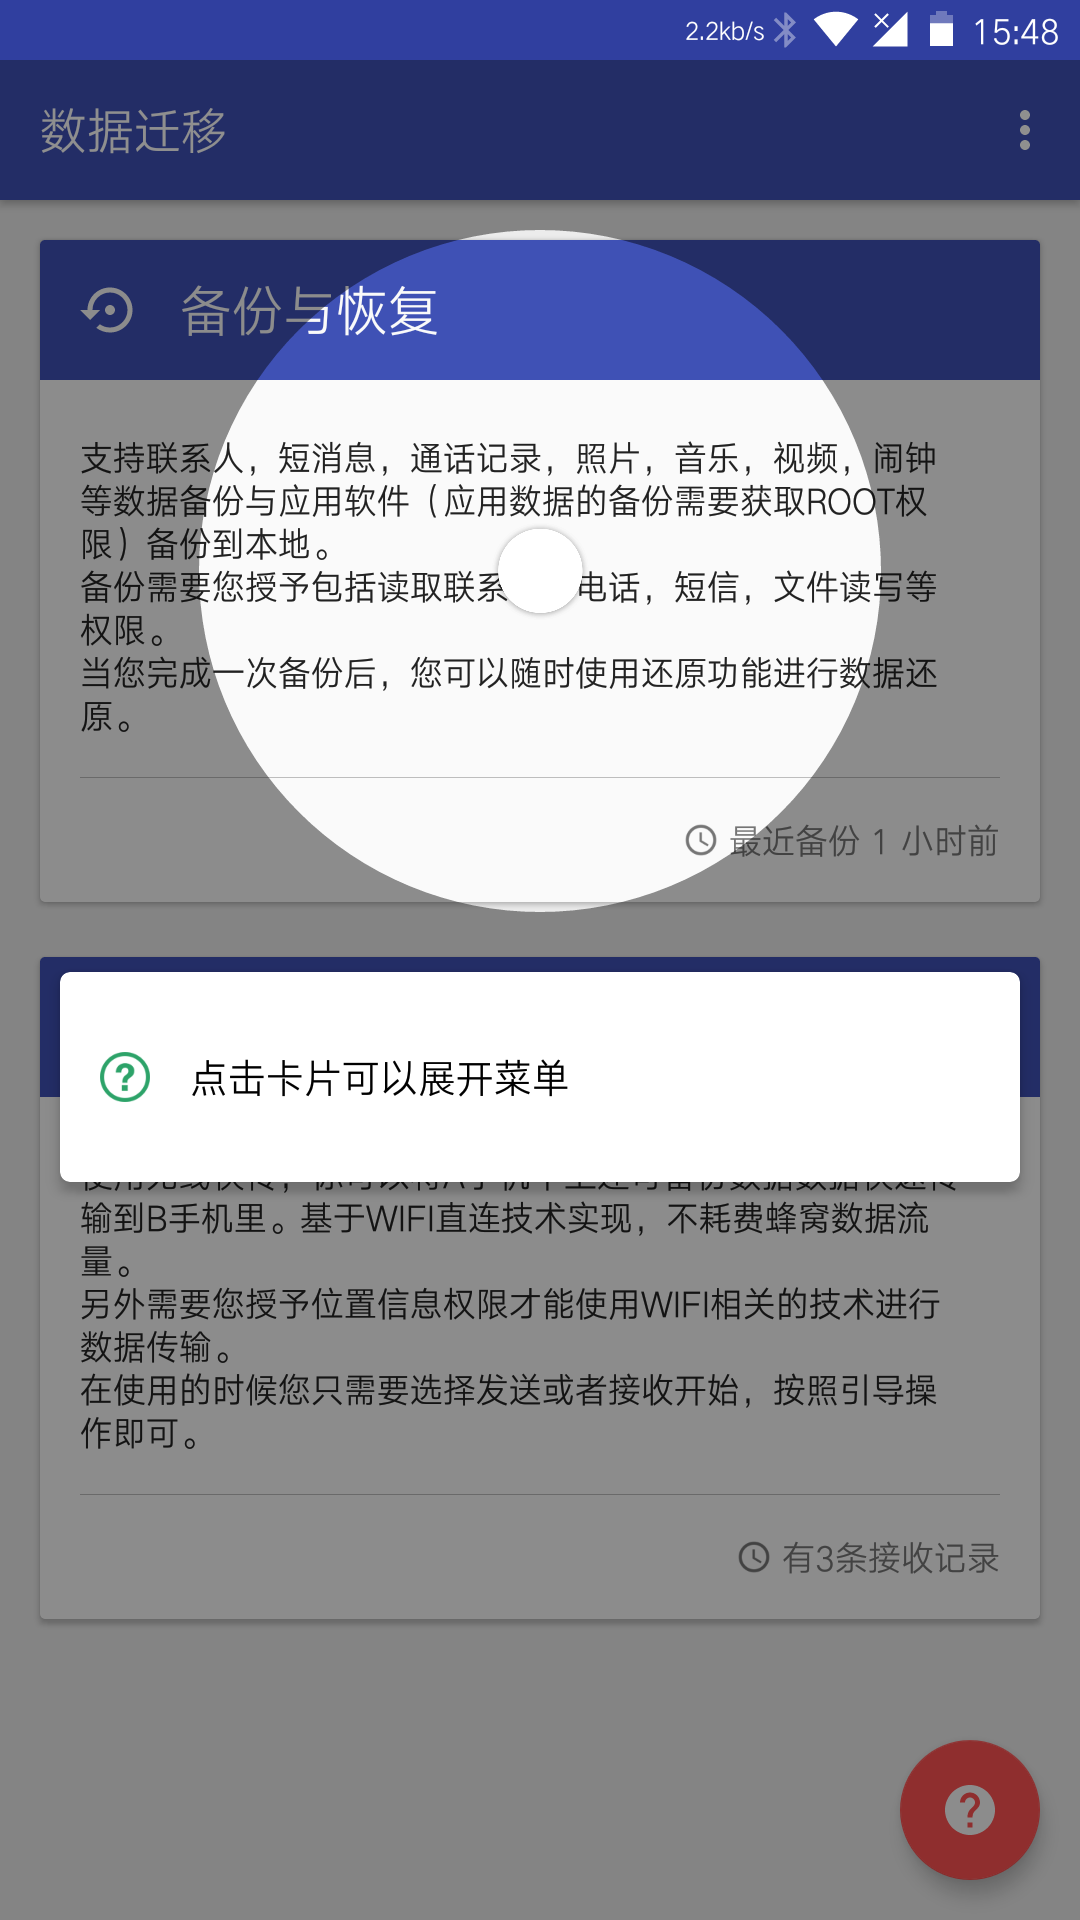 2.2kb/s 15:48
数据迁移
备份与恢复
支持联系人，短消息，通话记录，照片，音乐，视频，闹钟
等数据备份与应用软件（应用数据的备份需要获取ROOT权
限）备份到本地。
备份需要您授予包括读取联系 电话，短信，文件读写等
权限。
当您完成一次备份后，您可以随时使用还原功能进行数据还
原。
最近备份 1 小时前
点击卡片可以展开菜单
输到B手机里。基于WIFI直连技术实现，不耗费蜂窝数据流
量。
另外需要您授予位置信息权限才能使用WIFI相关的技术进行
数据传输。
在使用的时候您只需要选择发送或者接收开始，按照引导操
作即可。
有3条接收记录